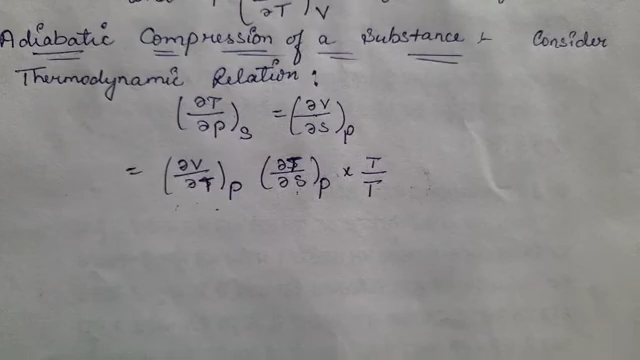 (∂T)V
Adiabatic Compression of a Substance :- Consider
Thermodynamic Relation :
(∂T/∂P)s = (∂V/∂S)P
= (∂V/∂T)P (∂T/∂S)P × T/T